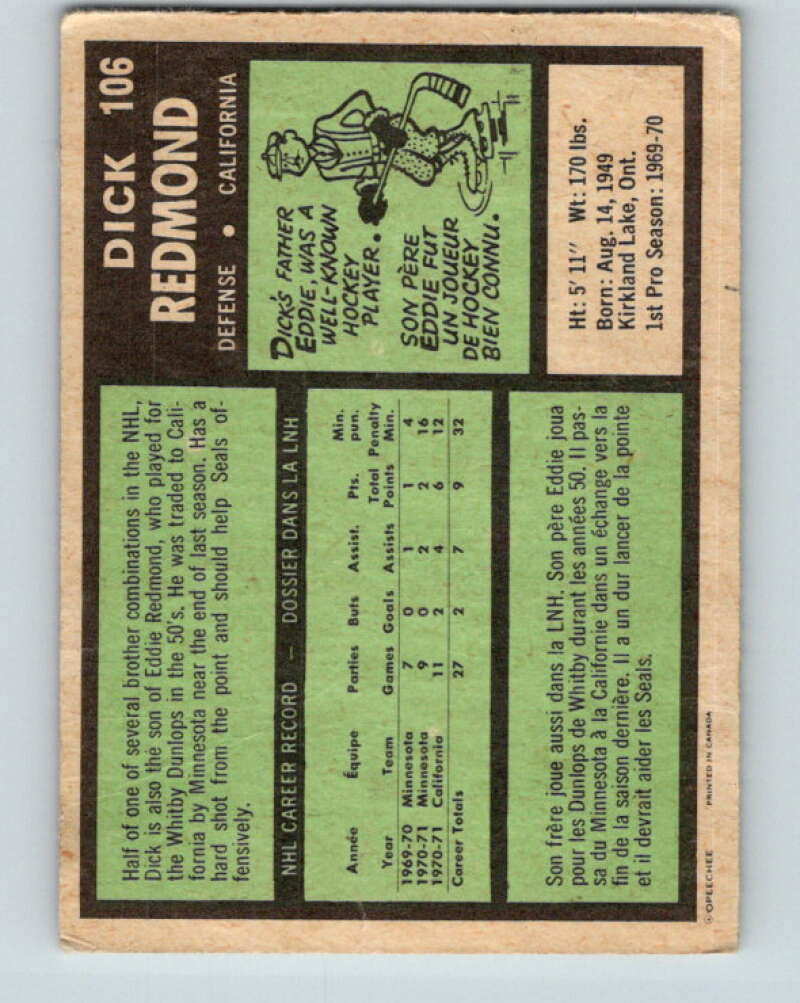 DICK 106
REDMOND
DEFENSE • CALIFORNIA
Half of one of several brother combinations in the NHL,
Dick is also the son of Eddie Redmond, who played for
the Whitby Dunlops in the 50's. He was traded to Cali-
fornia by Minnesota near the end of last season. Has a
hard shot from the point and should help Seals of-
fensively.
DICK'S FATHER
EDDIE, WAS A
WELL-KNOWN
HOCKEY
PLAYER.
SON PÈRE
EDDIE FUT
UN JOUEUR
DE HOCKEY
BIEN CONNU.
NHL CAREER RECORD — DOSSIER DANS LA LNH
Min.
Pts. pun.
Année Équipe Parties Buts Assist. Total Penalty
Year Team Games Goals Assists Points Min.
1969-70 Minnesota 7 0 1 1 4
1970-71 Minnesota 9 0 2 2 16
1970-71 California 11 2 4 6 12
Career Totals 27 2 7 9 32
Ht: 5' 11" Wt: 170 lbs.
Born: Aug. 14, 1949
Kirkland Lake, Ont.
1st Pro Season: 1969-70
Son frère joue aussi dans la LNH. Son père Eddie joua
pour les Dunlops de Whitby durant les années 50. Il pas-
sa du Minnesota à la Californie dans un échange vers la
fin de la saison dernière. Il a un dur lancer de la pointe
et il devrait aider les Seals.
© OPEECHEE PRINTED IN CANADA